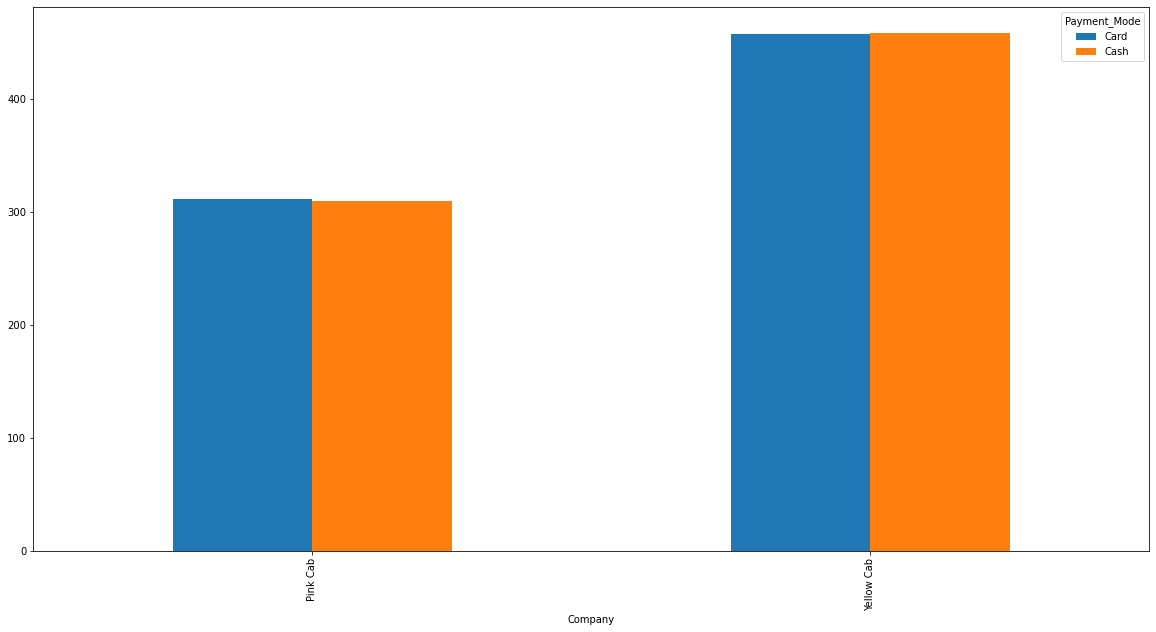 Payment_Mode
Card
Cash
400
300
200
100
0
Pink Cab
Yellow Cab
Company